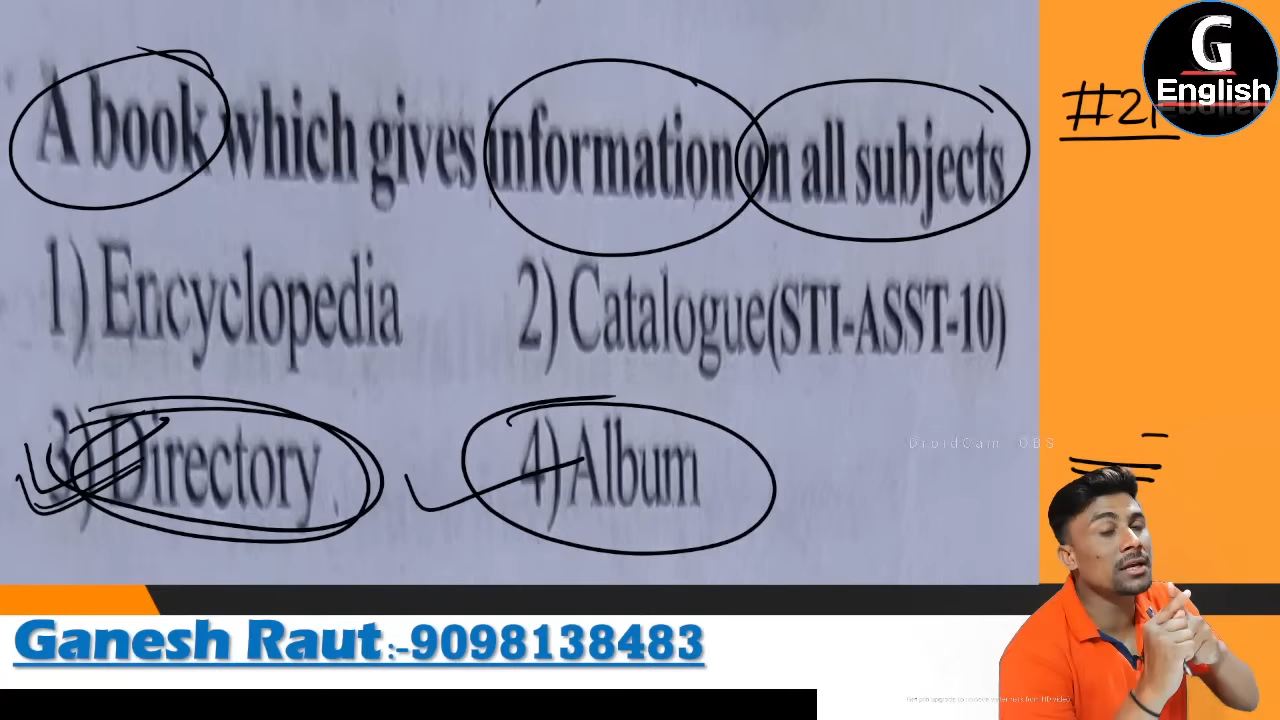 G
English
#21
A book which gives information on all subjects
1) Encyclopedia
2) Catalogue(STI-ASST-10)
3) Directory
4) Album
DroidCam OBS
Ganesh Raut:-9098138483